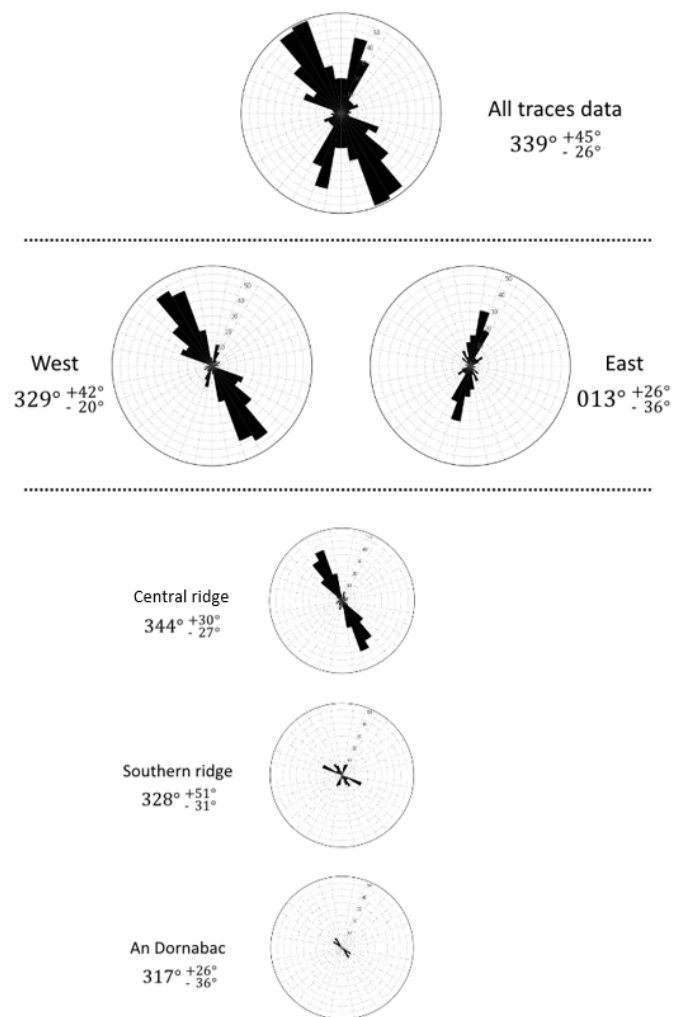 All traces data
339° +45° - 26°
West
329° +42° - 20°
East
013° +26° - 36°
Central ridge
344° +30° - 27°
Southern ridge
328° +51° - 31°
An Dornabac
317° +26° - 36°